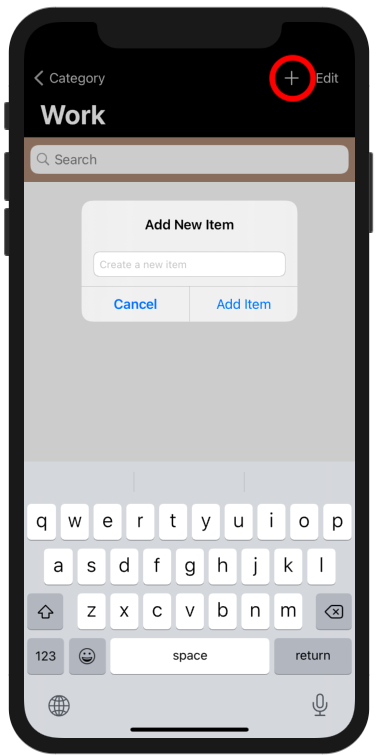 Category Edit
Work
Search
Add New Item
Create a new item
Cancel Add Item
q w e r t y u i o p
a s d f g h j k l
z x c v b n m
123 space return